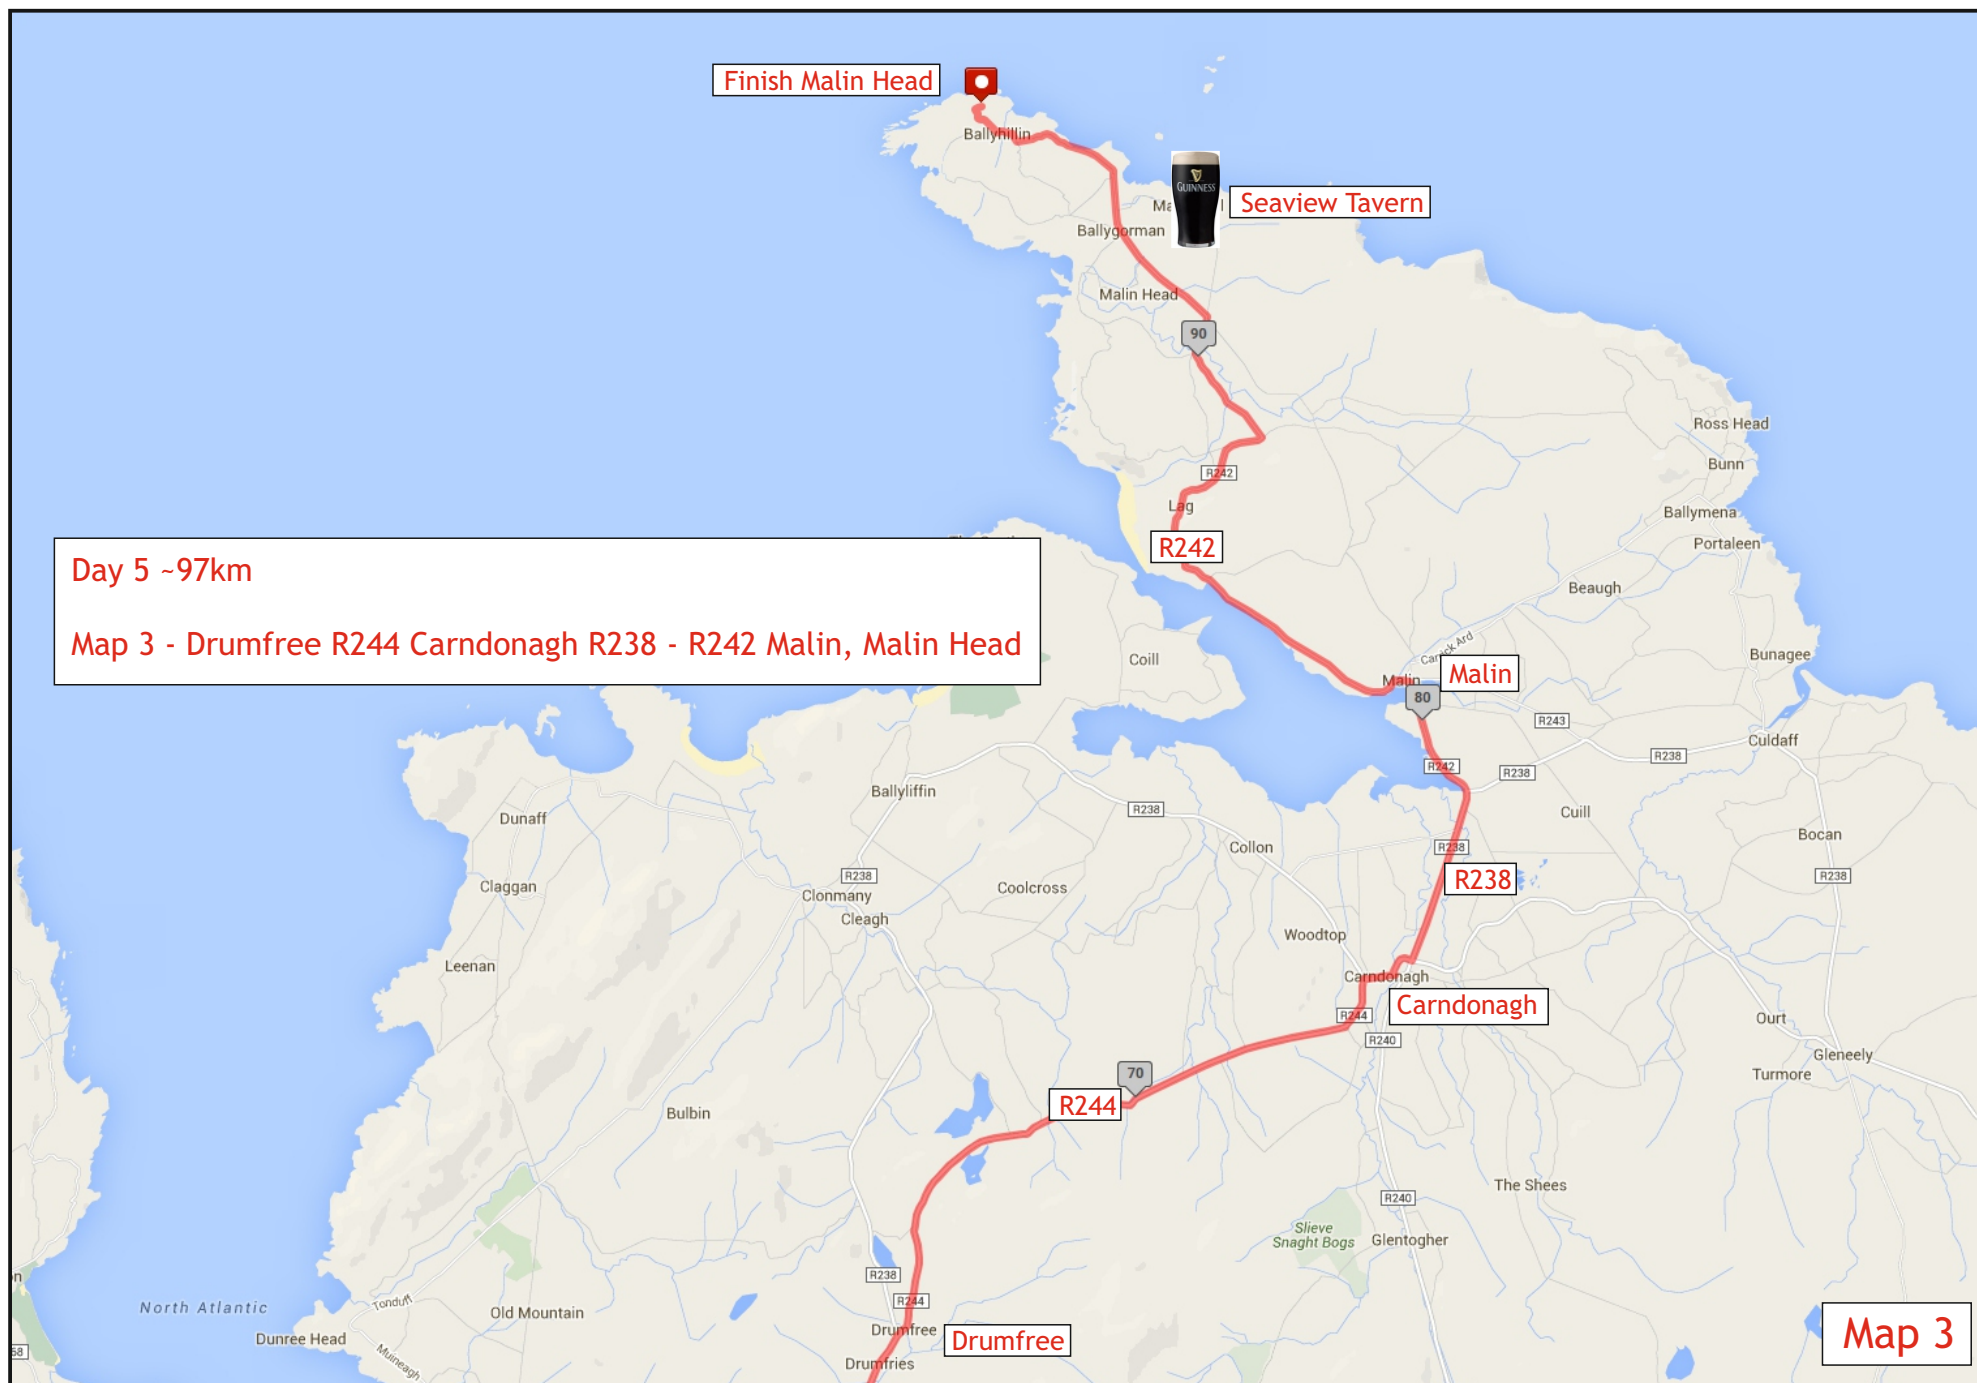 Finish Malin Head
Ballyhillin
GUINNESS
Seaview Tavern
Ballygorman
Malin Head
90
Ross Head
Bunn
R242
Lag
Ballymena
R242
Portaleen
Day 5 ~97km
Beaugh
Map 3 - Drumfree R244 Carndonagh R238 - R242 Malin, Malin Head
Carrick Ard
Coill
Bunagee
Malin
Malin
80
R243
Culdaff
R238
R242
R238
Ballyliffin
R238
Cuill
Dunaff
Bocan
Collon
R238
R238
R238
R238
Claggan
Coolcross
Clonmany
Cleagh
Woodtop
Leenan
Carndonagh
Carndonagh
R244
Ourt
R240
Gleneely
70
Turmore
R244
Bulbin
The Shees
R240
Slieve
Snaght Bogs
Glentogher
R238
R244
North Atlantic
Tonduff
Old Mountain
Drumfree
Dunree Head
Drumfree
Map 3
Muineagh
Drumfries